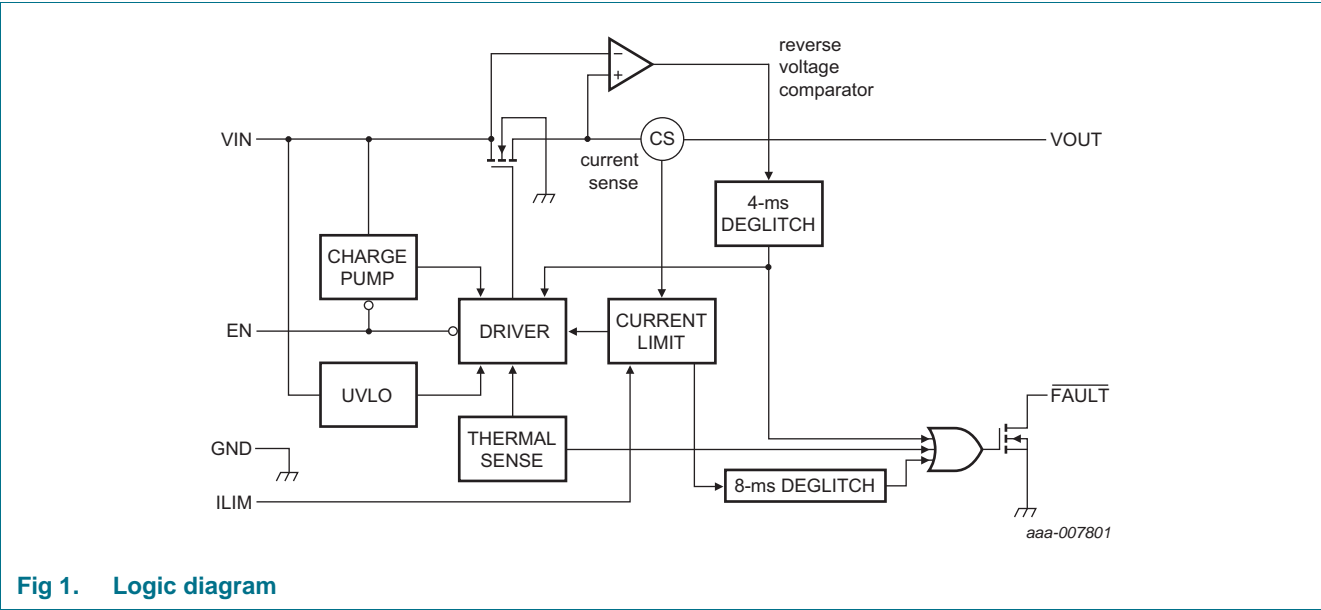 reverse
voltage
comparator
−
+
VIN
CS
VOUT
current
sense
4-ms
DEGLITCH
CHARGE
PUMP
EN
DRIVER
CURRENT
LIMIT
UVLO
FAULT
THERMAL
SENSE
GND
8-ms DEGLITCH
ILIM
aaa-007801
Fig 1. Logic diagram